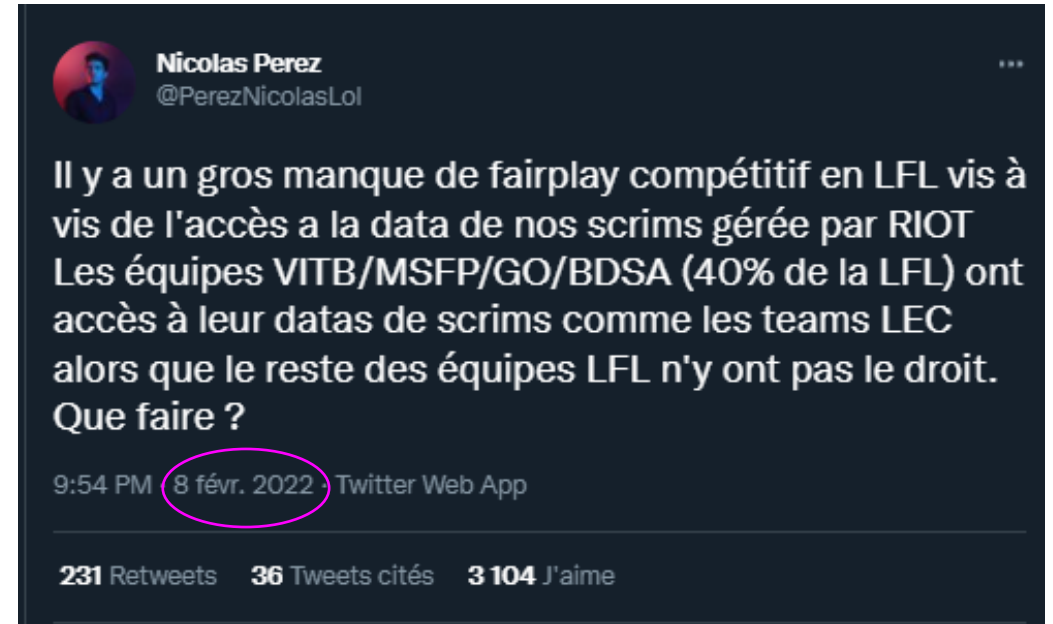 Nicolas Perez
@PerezNicolasLol
Il y a un gros manque de fairplay compétitif en LFL vis à
vis de l'accès a la data de nos scrims gérée par RIOT
Les équipes VITB/MSFP/GO/BDSA (40% de la LFL) ont
accès à leur datas de scrims comme les teams LEC
alors que le reste des équipes LFL n'y ont pas le droit.
Que faire ?
9:54 PM · 8 févr. 2022 · Twitter Web App
231 Retweets 36 Tweets cités 3 104 J'aime